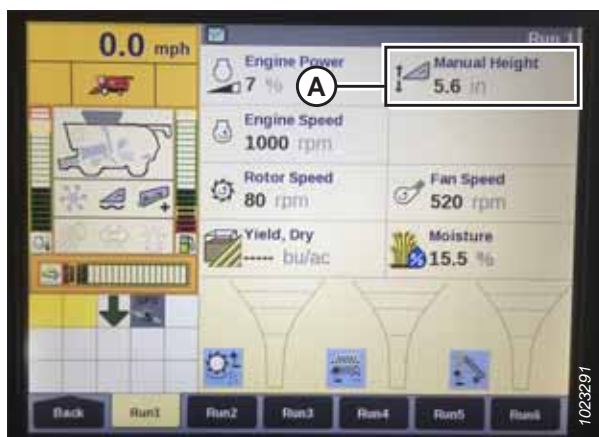 0.0 mph
Run 1
Engine Power
7 %
A
Manual Height
5.6 in
Engine Speed
1000 rpm
Rotor Speed
80 rpm
Fan Speed
520 rpm
Yield, Dry
----- bu/ac
Moisture
15.5 %
Back
Run1
Run2
Run3
Run4
Run5
Run6
1023291